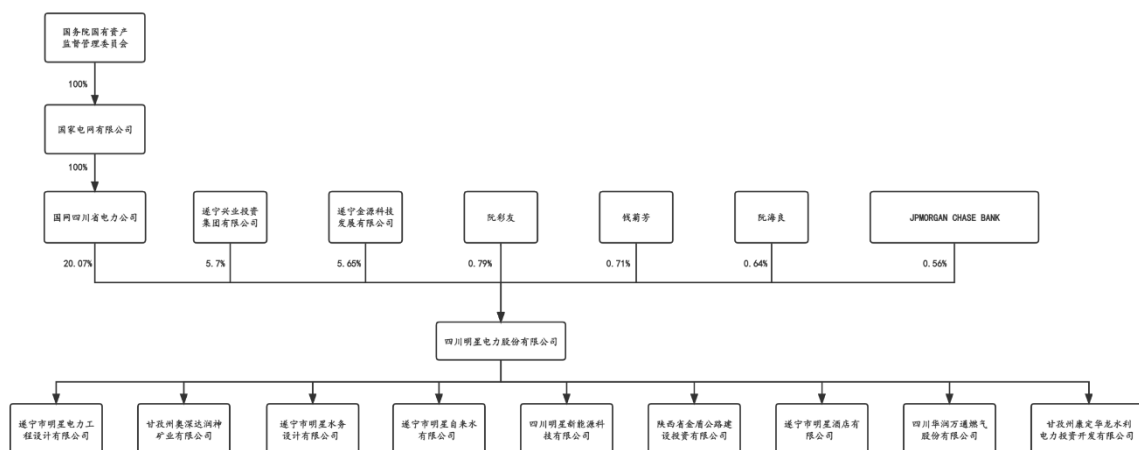 国务院国有资产
监督管理委员会
100%
国家电网有限公司
100%
国网四川省电力公司
遂宁兴业投资
集团有限公司
遂宁金源科技
发展有限公司
阮彩友
钱菊芳
阮海良
JPMORGAN CHASE BANK
20.07%
5.7%
5.65%
0.79%
0.71%
0.64%
0.56%
四川明星电力股份有限公司
遂宁市明星电力工
程设计有限公司
甘孜州奥深达润神
矿业有限公司
遂宁市明星水务
设计有限公司
遂宁市明星自来水
有限公司
四川明星新能源科
技有限公司
陕西省金盾公路建
设投资有限公司
遂宁市明星酒店有
限公司
四川华润万通燃气
股份有限公司
甘孜州康定华龙水利
电力投资开发有限公司